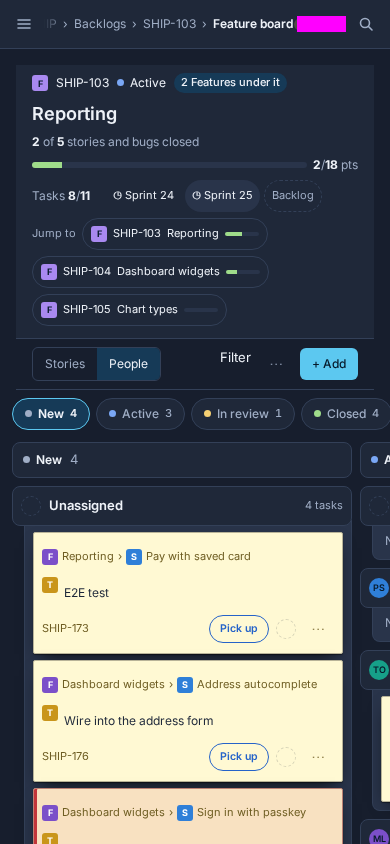 IP › Backlogs › SHIP-103 › Feature board
F SHIP-103 Active 2 Features under it
Reporting
2 of 5 stories and bugs closed
2/18 pts
Tasks 8/11 Sprint 24 Sprint 25 Backlog
Jump to F SHIP-103 Reporting
F SHIP-104 Dashboard widgets
F SHIP-105 Chart types
Stories People Filter ... + Add
New 4 Active 3 In review 1 Closed 4
New 4
Unassigned 4 tasks
F Reporting › S Pay with saved card
T E2E test
SHIP-173 Pick up ...
PS
TO
F Dashboard widgets › S Address autocomplete
T Wire into the address form
SHIP-176 Pick up ...
F Dashboard widgets › S Sign in with passkey
T
ML